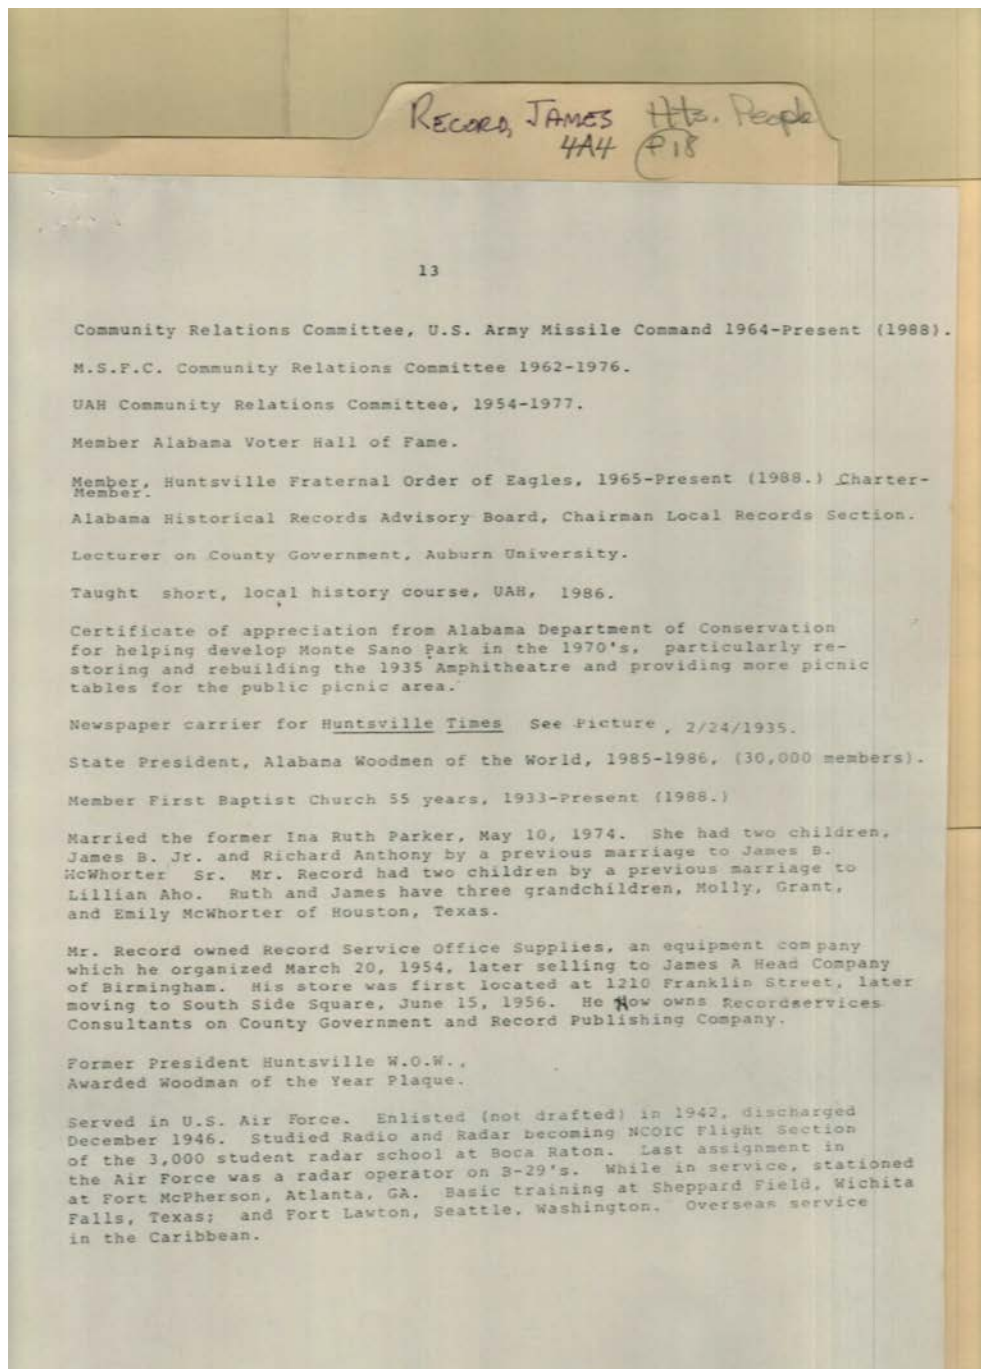 RECORD, JAMES Hts. People
4A4 P18
13
Community Relations Committee, U.S. Army Missile Command 1964-Present (1988).
M.S.F.C. Community Relations Committee 1962-1976.
UAH Community Relations Committee, 1954-1977.
Member Alabama Voter Hall of Fame.
Member, Huntsville Fraternal Order of Eagles, 1965-Present (1988.) Charter-
Member.
Alabama Historical Records Advisory Board, Chairman Local Records Section.
Lecturer on County Government, Auburn University.
Taught short, local history course, UAH, 1986.
Certificate of appreciation from Alabama Department of Conservation
for helping develop Monte Sano Park in the 1970's, particularly re-
storing and rebuilding the 1935 Amphitheatre and providing more picnic
tables for the public picnic area.
Newspaper carrier for Huntsville Times See Picture, 2/24/1935.
State President, Alabama Woodmen of the World, 1985-1986, (30,000 members).
Member First Baptist Church 55 years, 1933-Present (1988.)
Married the former Ina Ruth Parker, May 10, 1974. She had two children,
James B. Jr. and Richard Anthony by a previous marriage to James B.
McWhorter Sr. Mr. Record had two children by a previous marriage to
Lillian Aho. Ruth and James have three grandchildren, Molly, Grant,
and Emily McWhorter of Houston, Texas.
Mr. Record owned Record Service Office Supplies, an equipment company
which he organized March 20, 1954, later selling to James A Head Company
of Birmingham. His store was first located at 1210 Franklin Street, later
moving to South Side Square, June 15, 1956. He Now owns Recordservices
Consultants on County Government and Record Publishing Company.
Former President Huntsville W.O.W.,
Awarded Woodman of the Year Plaque.
Served in U.S. Air Force. Enlisted (not drafted) in 1942, discharged
December 1946. Studied Radio and Radar becoming NCOIC Flight Section
of the 3,000 student radar school at Boca Raton. Last assignment in
the Air Force was a radar operator on B-29's. While in service, stationed
at Fort McPherson, Atlanta, GA. Basic training at Sheppard Field, Wichita
Falls, Texas; and Fort Lawton, Seattle, Washington. Overseas service
in the Caribbean.